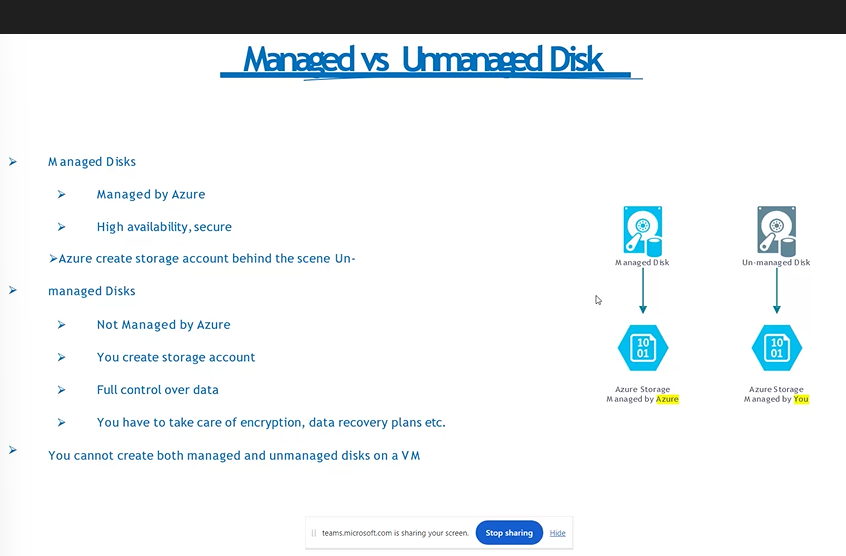 Managed vs Unmanaged Disk
➢ Managed Disks
➢ Managed by Azure
➢ High availability, secure
➢Azure create storage account behind the scene Un-
➢ managed Disks
➢ Not Managed by Azure
➢ You create storage account
➢ Full control over data
➢ You have to take care of encryption, data recovery plans etc.
➢ You cannot create both managed and unmanaged disks on a VM
Managed Disk
Un-managed Disk
10
01
10
01
Azure Storage
Managed by Azure
Azure Storage
Managed by You
teams.microsoft.com is sharing your screen. Stop sharing Hide